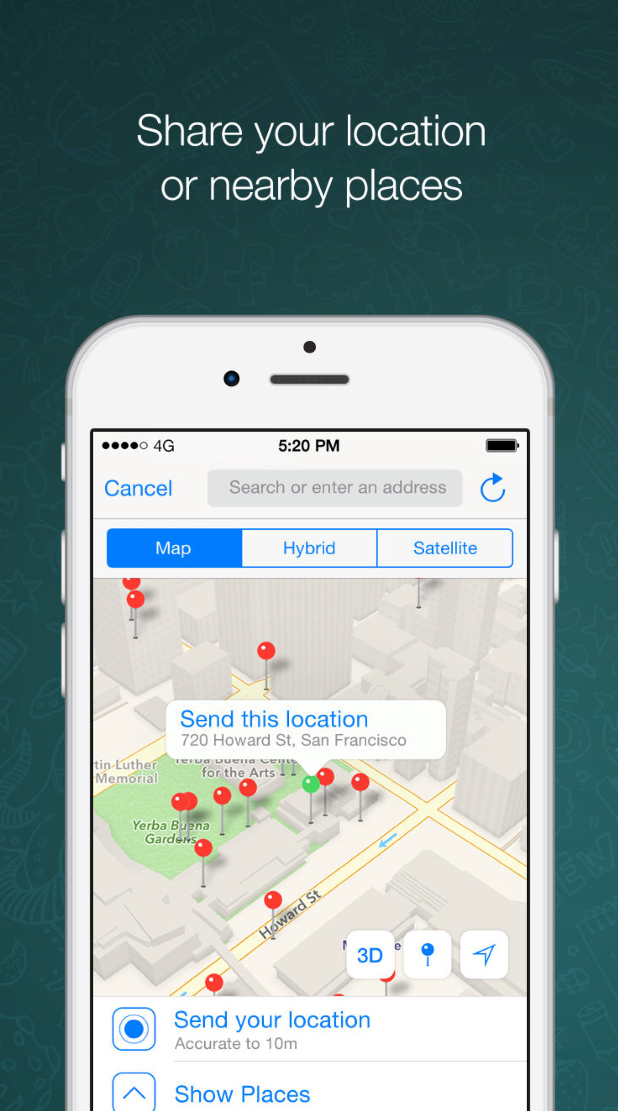 Share your location
or nearby places
4G
5:20 PM
Cancel
Search or enter an address
Map
Hybrid
Satellite
Send this location
720 Howard St, San Francisco
tin Luther
Memorial
Yerba Buena Cente
for the Arts
Yerba Buena
Gardens
Howard St
3D
Send your location
Accurate to 10m
Show Places